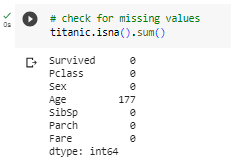 # check for missing values
titanic.isna().sum()
0s
Survived 0
Pclass 0
Sex 0
Age 177
SibSp 0
Parch 0
Fare 0
dtype: int64